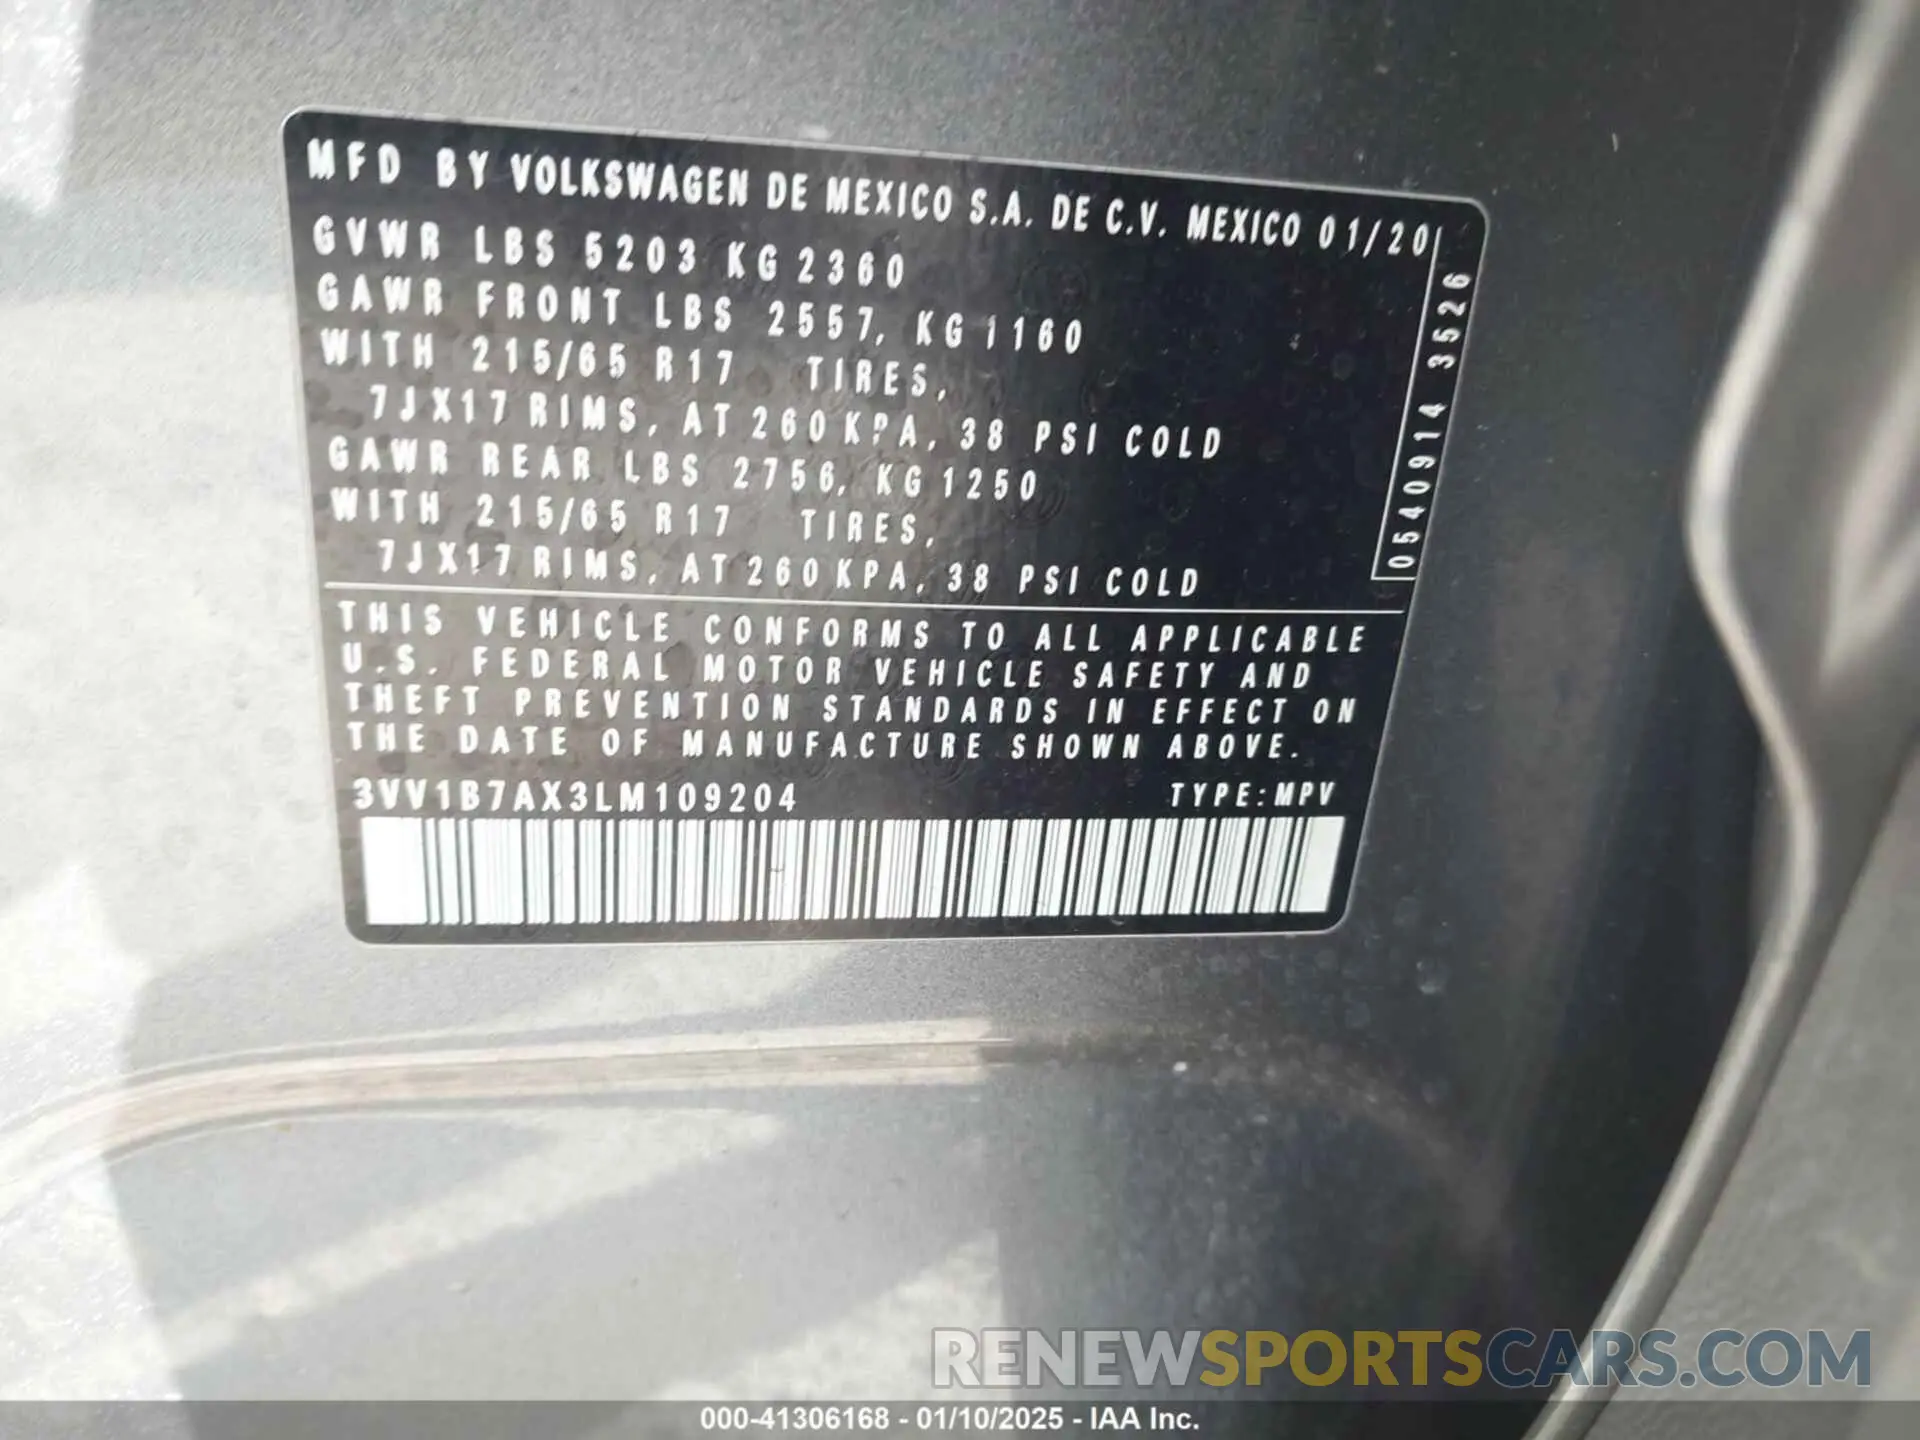 MFD BY VOLKSWAGEN DE MEXICO S.A. DE C.V. MEXICO 01/20
GVWR LBS 5203 KG 2360
GAWR FRONT LBS 2557, KG 1160
WITH 215/65 R17 TIRES,
7JX17 RIMS, AT 260 KPA, 38 PSI COLD
GAWR REAR LBS 2756, KG 1250
WITH 215/65 R17 TIRES,
7JX17 RIMS, AT 260 KPA, 38 PSI COLD
0540914 3526
THIS VEHICLE CONFORMS TO ALL APPLICABLE
U.S. FEDERAL MOTOR VEHICLE SAFETY AND
THEFT PREVENTION STANDARDS IN EFFECT ON
THE DATE OF MANUFACTURE SHOWN ABOVE.
3VV1B7AX3LM109204 TYPE: MPV
RENEWSPORTSCARS.COM
000-41306168 - 01/10/2025 - IAA Inc.